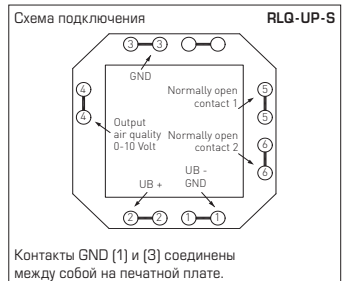 Схема подключения RLQ-UP-S
3 3
GND
4
4
Normally open
contact 1
5
5
Output
air quality
0-10 Volt
Normally open
contact 2
6
6
UB +
UB -
GND
2 2 1 1
Контакты GND (1) и (3) соединены
между собой на печатной плате.